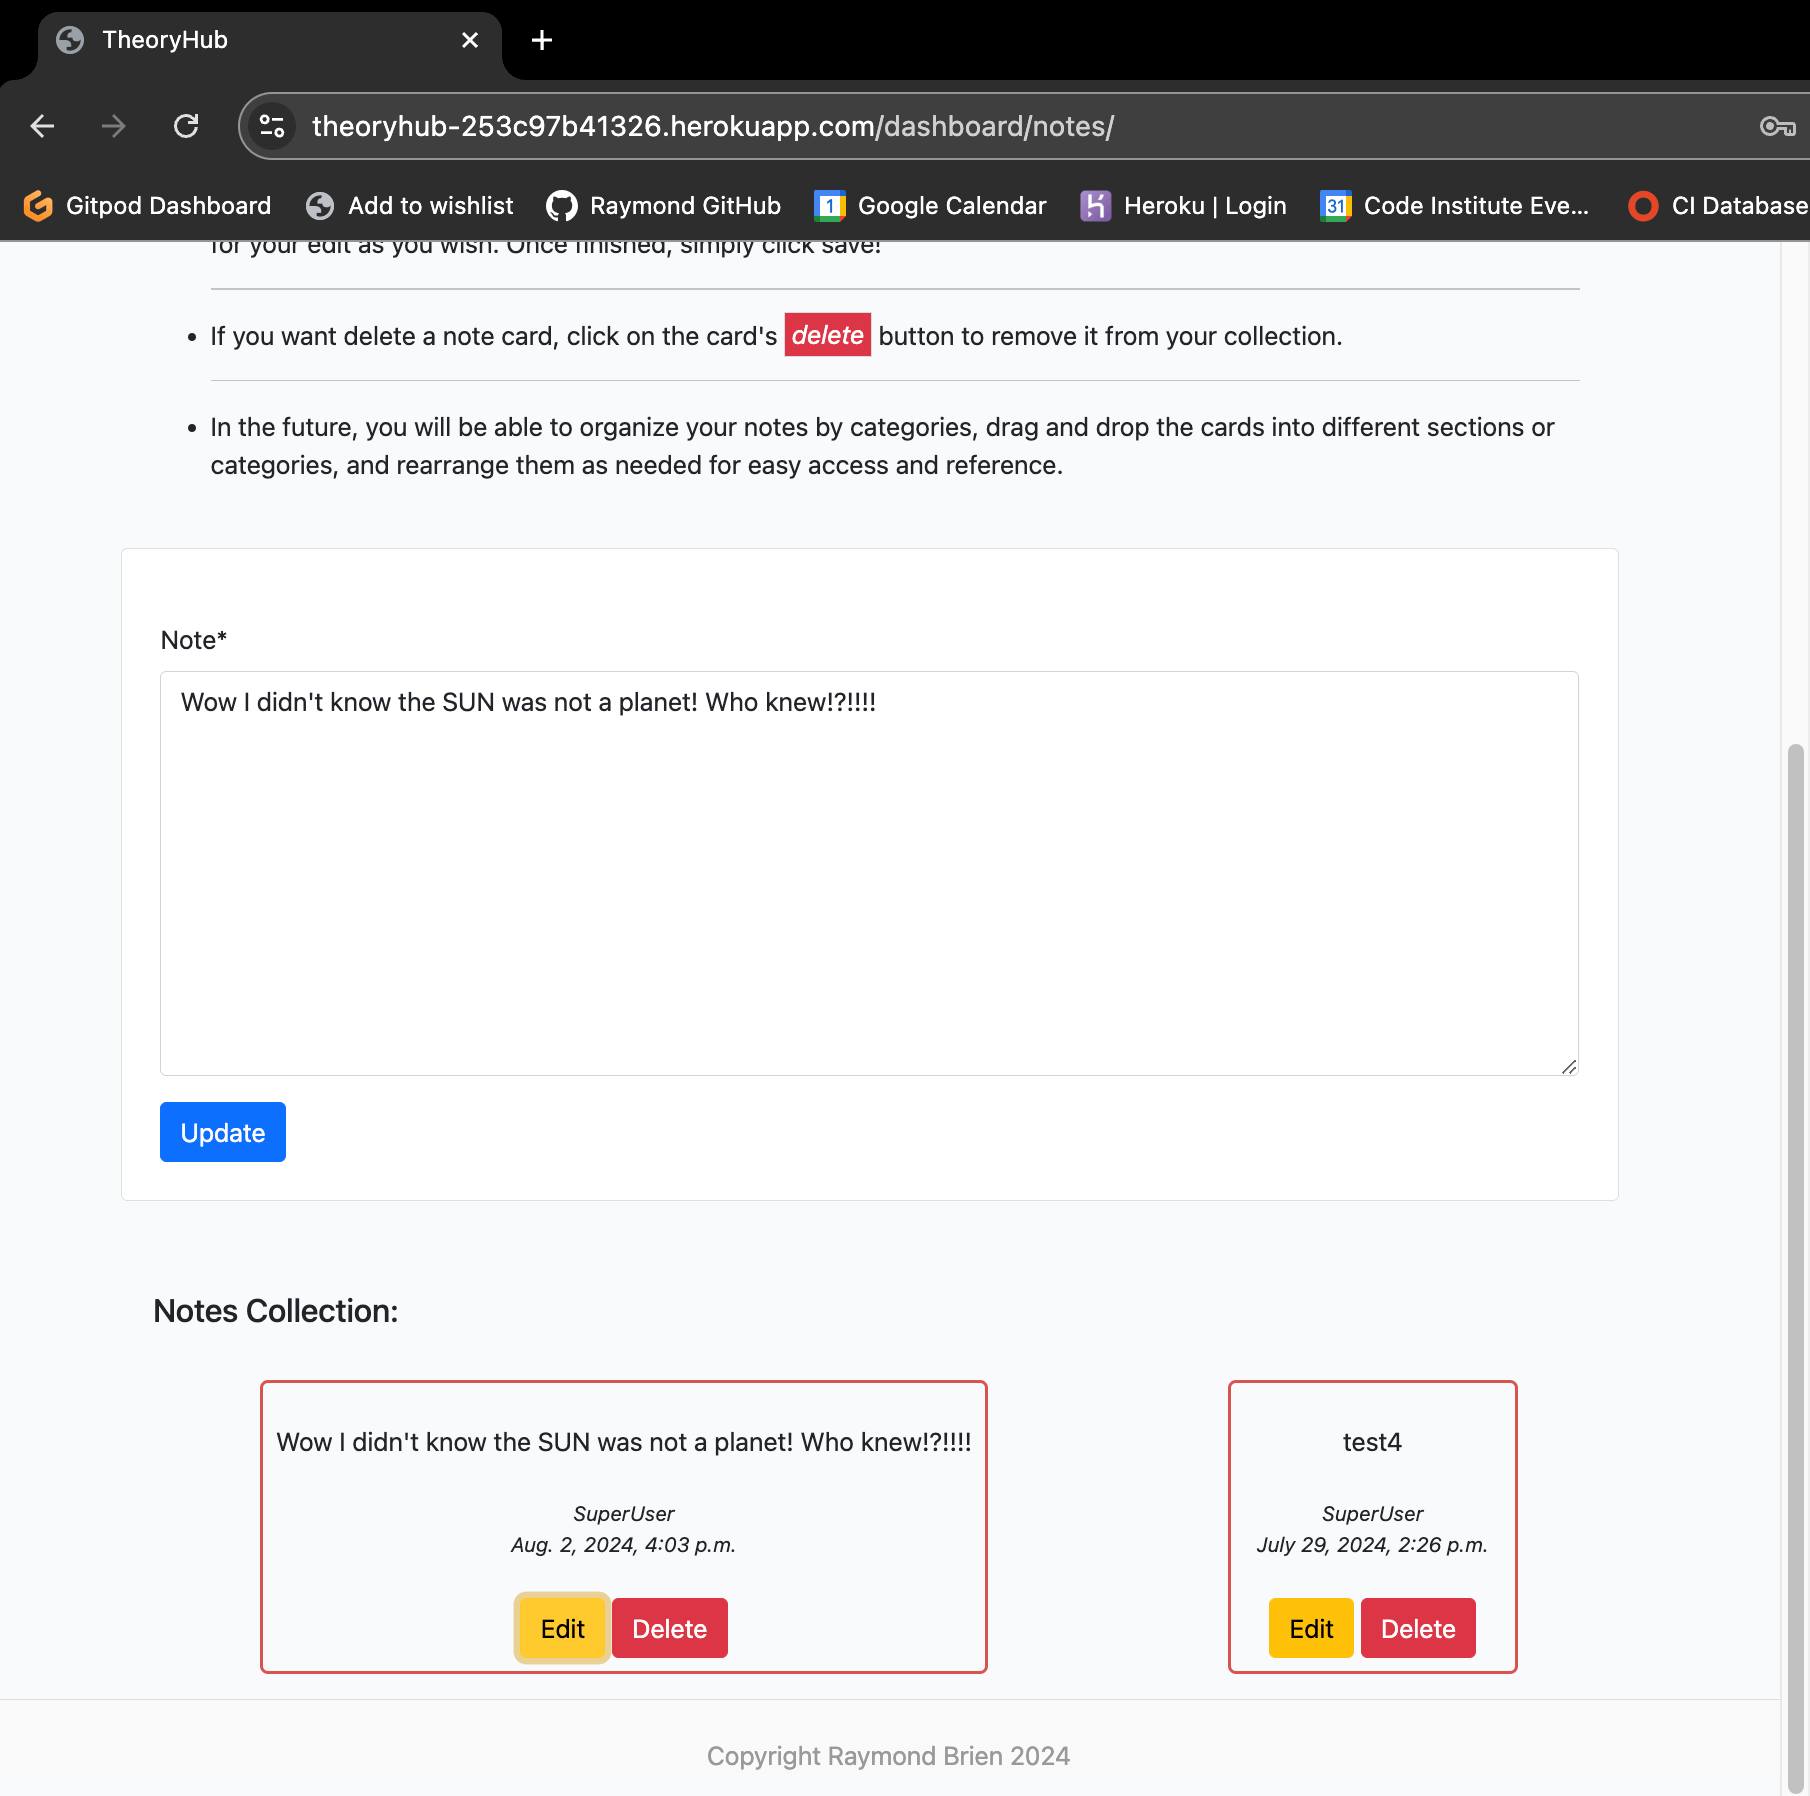 TheoryHub
theoryhub-253c97b41326.herokuapp.com/dashboard/notes/
Gitpod Dashboard Add to wishlist Raymond GitHub 1 Google Calendar Heroku | Login 31 Code Institute Eve... CI Database
for your edit as you wish. Once finished, simply click save!
• If you want delete a note card, click on the card's delete button to remove it from your collection.
• In the future, you will be able to organize your notes by categories, drag and drop the cards into different sections or
categories, and rearrange them as needed for easy access and reference.
Note*
Wow I didn't know the SUN was not a planet! Who knew!?!!!!
Update
Notes Collection:
Wow I didn't know the SUN was not a planet! Who knew!?!!!!
SuperUser
Aug. 2, 2024, 4:03 p.m.
Edit Delete
test4
SuperUser
July 29, 2024, 2:26 p.m.
Edit Delete
Copyright Raymond Brien 2024